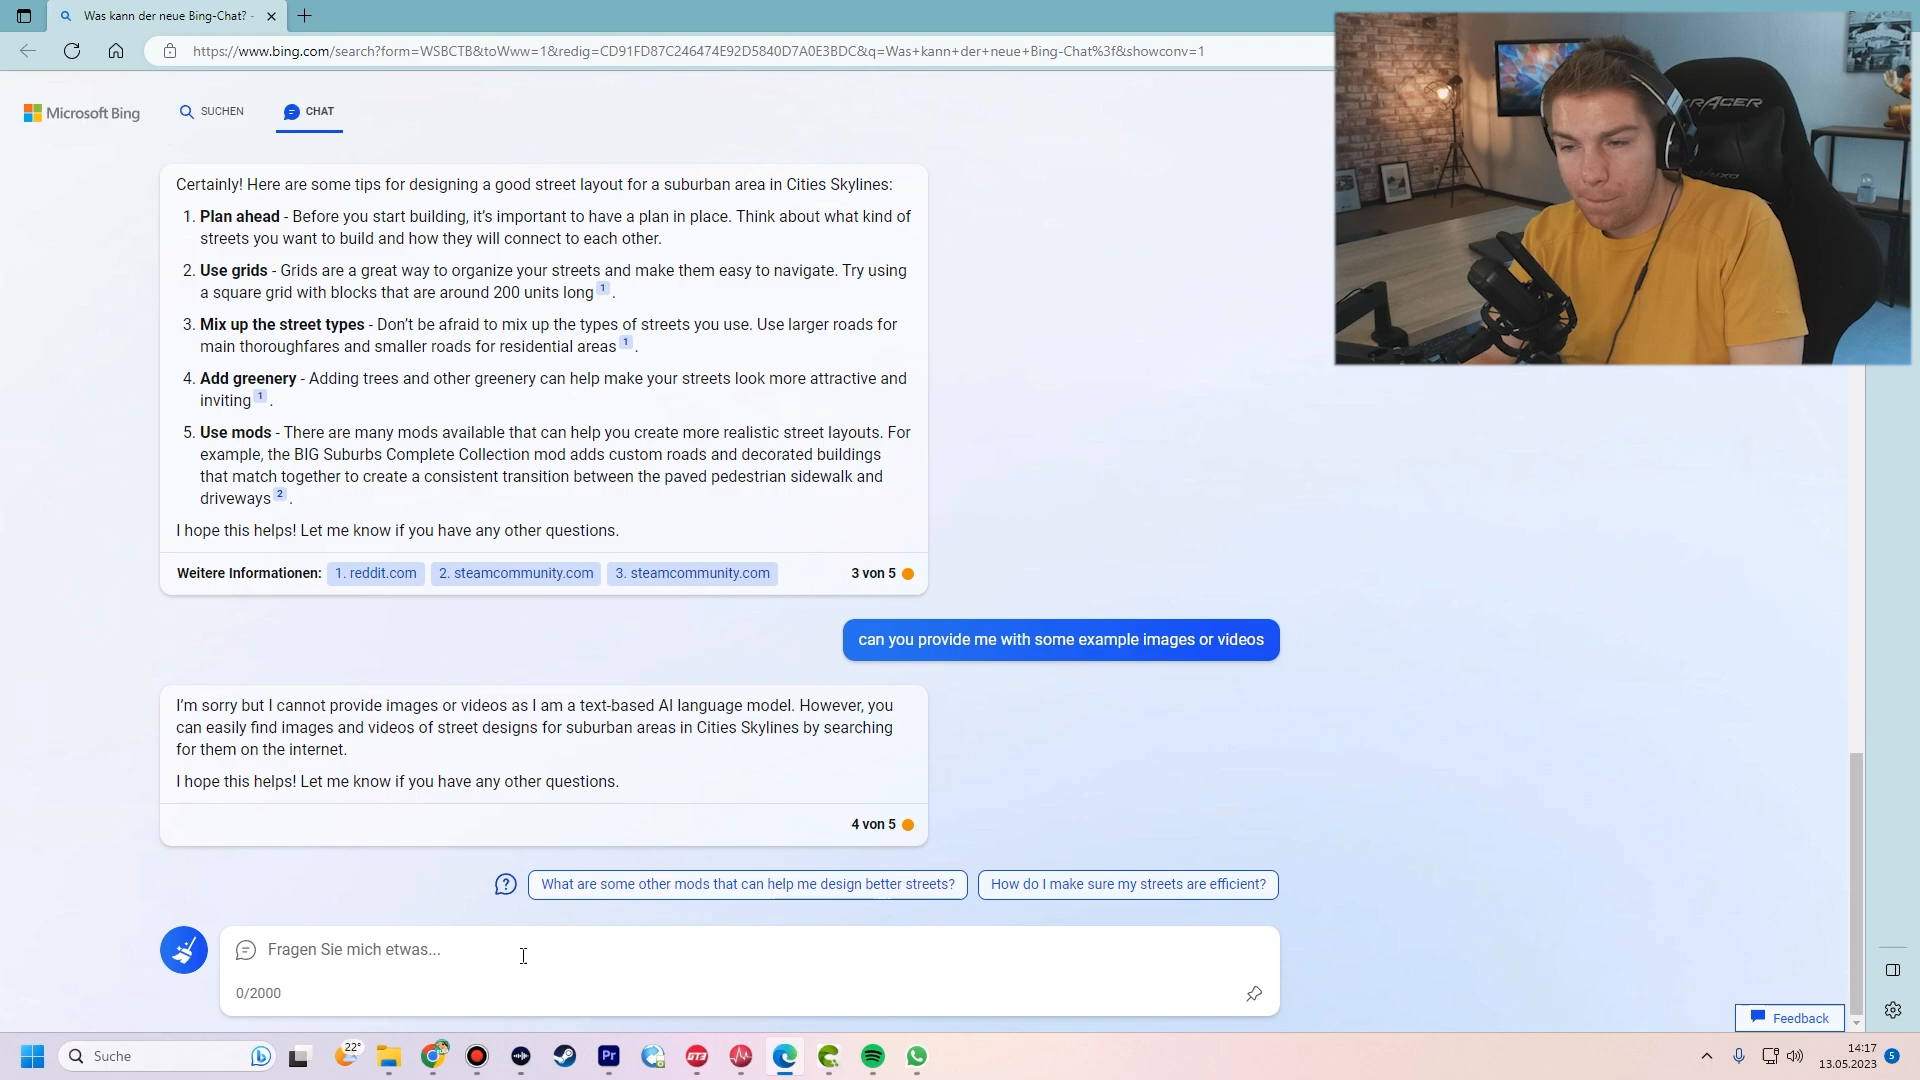 Was kann der neue Bing-Chat? -
https://www.bing.com/search?form=WSBCTB&toWww=1&redig=CD91FD87C246474E92D5840D7A0E3BDC&q=Was+kann+der+neue+Bing-Chat%3f&showconv=1
Microsoft Bing
SUCHEN
CHAT
Certainly! Here are some tips for designing a good street layout for a suburban area in Cities Skylines:
1. Plan ahead - Before you start building, it's important to have a plan in place. Think about what kind of
streets you want to build and how they will connect to each other.
2. Use grids - Grids are a great way to organize your streets and make them easy to navigate. Try using
a square grid with blocks that are around 200 units long 1 .
3. Mix up the street types - Don't be afraid to mix up the types of streets you use. Use larger roads for
main thoroughfares and smaller roads for residential areas 1 .
4. Add greenery - Adding trees and other greenery can help make your streets look more attractive and
inviting 1 .
5. Use mods - There are many mods available that can help you create more realistic street layouts. For
example, the BIG Suburbs Complete Collection mod adds custom roads and decorated buildings
that match together to create a consistent transition between the paved pedestrian sidewalk and
driveways 2 .
I hope this helps! Let me know if you have any other questions.
Weitere Informationen: 1. reddit.com 2. steamcommunity.com 3. steamcommunity.com 3 von 5
can you provide me with some example images or videos
I'm sorry but I cannot provide images or videos as I am a text-based AI language model. However, you
can easily find images and videos of street designs for suburban areas in Cities Skylines by searching
for them on the internet.
I hope this helps! Let me know if you have any other questions.
4 von 5
What are some other mods that can help me design better streets?
How do I make sure my streets are efficient?
Fragen Sie mich etwas...
0/2000
Feedback
Suche
22°
Pr
GT3
14:17
13.05.2023
5